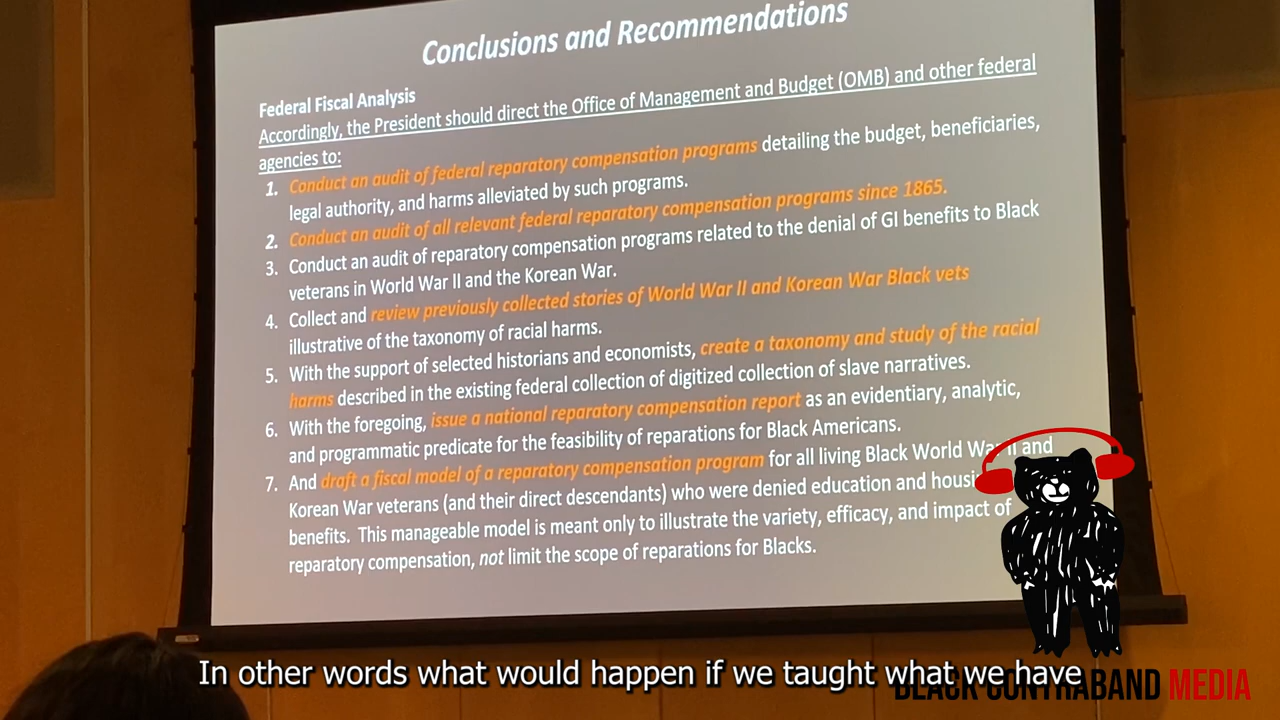 Conclusions and Recommendations
Federal Fiscal Analysis
Accordingly, the President should direct the Office of Management and Budget (OMB) and other federal
agencies to:
1. Conduct an audit of federal reparatory compensation programs detailing the budget, beneficiaries,
legal authority, and harms alleviated by such programs.
2. Conduct an audit of all relevant federal reparatory compensation programs since 1865.
3. Conduct an audit of reparatory compensation programs related to the denial of GI benefits to Black
veterans in World War II and the Korean War.
4. Collect and review previously collected stories of World War II and Korean War Black vets
illustrative of the taxonomy of racial harms.
5. With the support of selected historians and economists, create a taxonomy and study of the racial
harms described in the existing federal collection of digitized collection of slave narratives.
6. With the foregoing, issue a national reparatory compensation report as an evidentiary, analytic,
and programmatic predicate for the feasibility of reparations for Black Americans.
7. And draft a fiscal model of a reparatory compensation program for all living Black World War II and
Korean War veterans (and their direct descendants) who were denied education and housi
benefits. This manageable model is meant only to illustrate the variety, efficacy, and impact of
reparatory compensation, not limit the scope of reparations for Blacks.
In other words what would happen if we taught what we have
BLACK CONTRABAND MEDIA